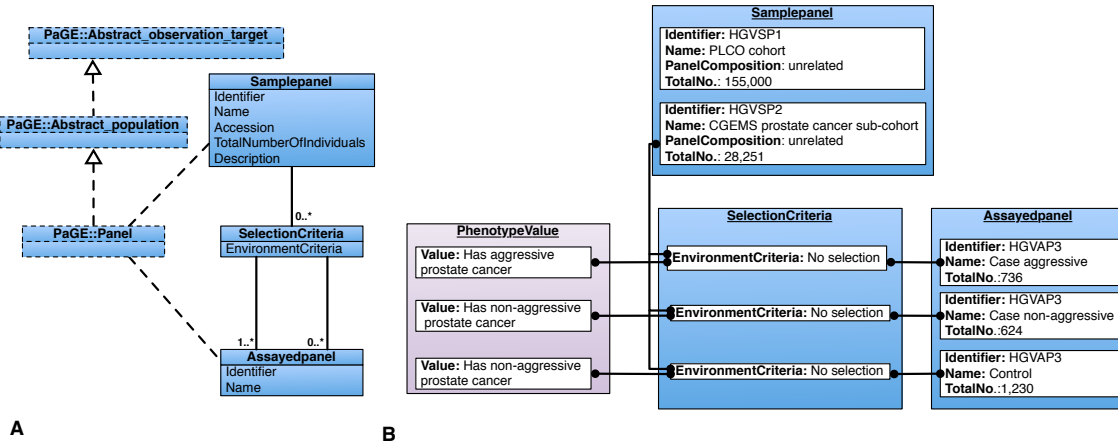 PaGE::Abstract_observation_target
PaGE::Abstract_population
PaGE::Panel
Samplepanel
Identifier
Name
Accession
TotalNumberOfIndividuals
Description
0..*
SelectionCriteria
EnvironmentCriteria
1..*
0..*
Assayedpanel
Identifier
Name
A
Samplepanel
Identifier: HGVSP1
Name: PLCO cohort
PanelComposition: unrelated
TotalNo.: 155,000
Identifier: HGVSP2
Name: CGEMS prostate cancer sub-cohort
PanelComposition: unrelated
TotalNo.: 28,251
PhenotypeValue
Value: Has aggressive
prostate cancer
Value: Has non-aggressive
prostate cancer
Value: Has non-aggressive
prostate cancer
SelectionCriteria
EnvironmentCriteria: No selection
EnvironmentCriteria: No selection
EnvironmentCriteria: No selection
Assayedpanel
Identifier: HGVAP3
Name: Case aggressive
TotalNo.:736
Identifier: HGVAP3
Name: Case non-aggressive
TotalNo.:624
Identifier: HGVAP3
Name: Control
TotalNo.:1,230
B